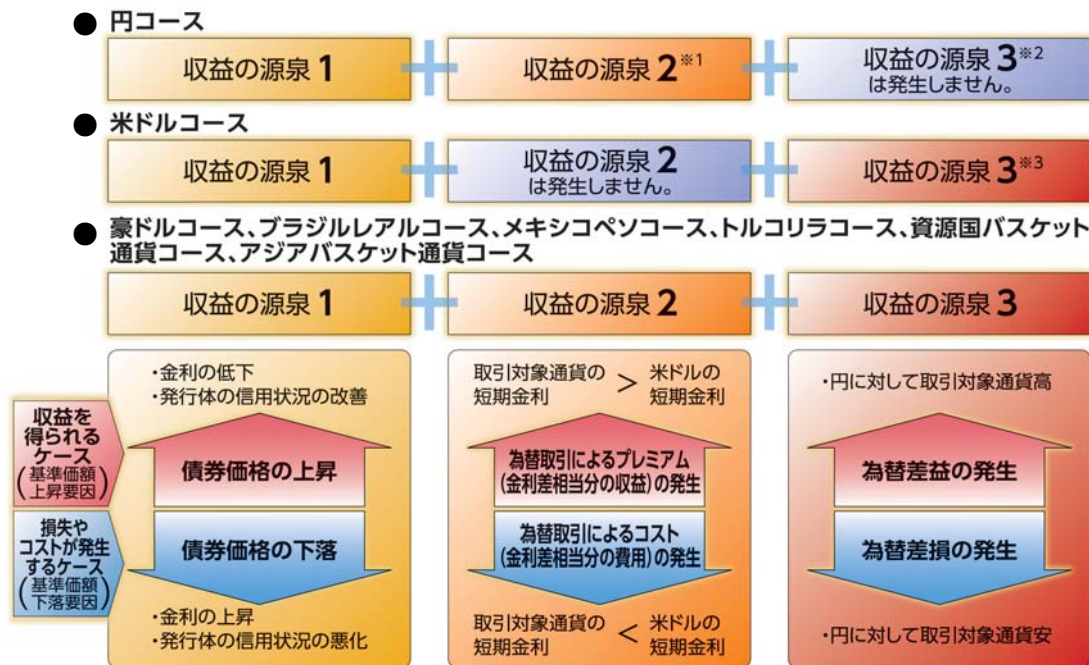 ● 円コース
収益の源泉 1 + 収益の源泉 2※1 + 収益の源泉 3※2
は発生しません。
● 米ドルコース
収益の源泉 1 + 収益の源泉 2 + 収益の源泉 3※3
は発生しません。
● 豪ドルコース、ブラジルレアルコース、メキシコペソコース、トルコリラコース、資源国バスケット
通貨コース、アジアバスケット通貨コース
収益の源泉 1 + 収益の源泉 2 + 収益の源泉 3
収益を
得られる
ケース
(基準価額
上昇要因)
損失や
コストが発生
するケース
(基準価額
下落要因)
・金利の低下
・発行体の信用状況の改善
債券価格の上昇
債券価格の下落
・金利の上昇
・発行体の信用状況の悪化
取引対象通貨の > 米ドルの
短期金利 短期金利
為替取引によるプレミアム
(金利差相当分の収益)の発生
為替取引によるコスト
(金利差相当分の費用)の発生
取引対象通貨の < 米ドルの
短期金利 短期金利
・円に対して取引対象通貨高
為替差益の発生
為替差損の発生
・円に対して取引対象通貨安